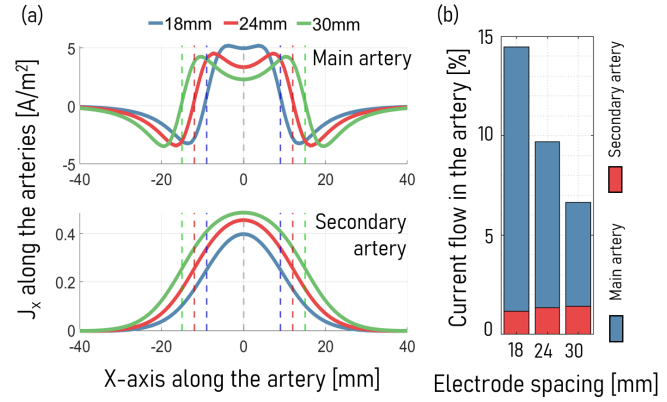 (a)
18mm
24mm
30mm
Main artery
5
0
-5
-40
-20
0
20
40
Secondary
artery
0.4
0.2
0
-40
-20
0
20
40
Jx along the arteries [A/m²]
X-axis along the artery [mm]
(b)
15
10
5
0
18
24
30
Current flow in the artery [%]
Electrode spacing [mm]
Secondary artery
Main artery